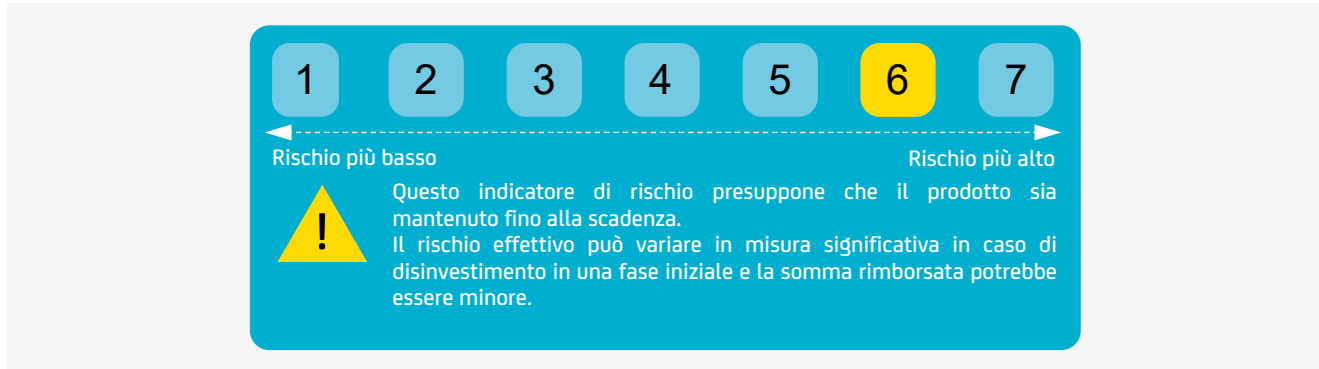 1 2 3 4 5 6 7
Rischio più basso Rischio più alto
Questo indicatore di rischio presuppone che il prodotto sia
mantenuto fino alla scadenza.
!
Il rischio effettivo può variare in misura significativa in caso di
disinvestimento in una fase iniziale e la somma rimborsata potrebbe
essere minore.